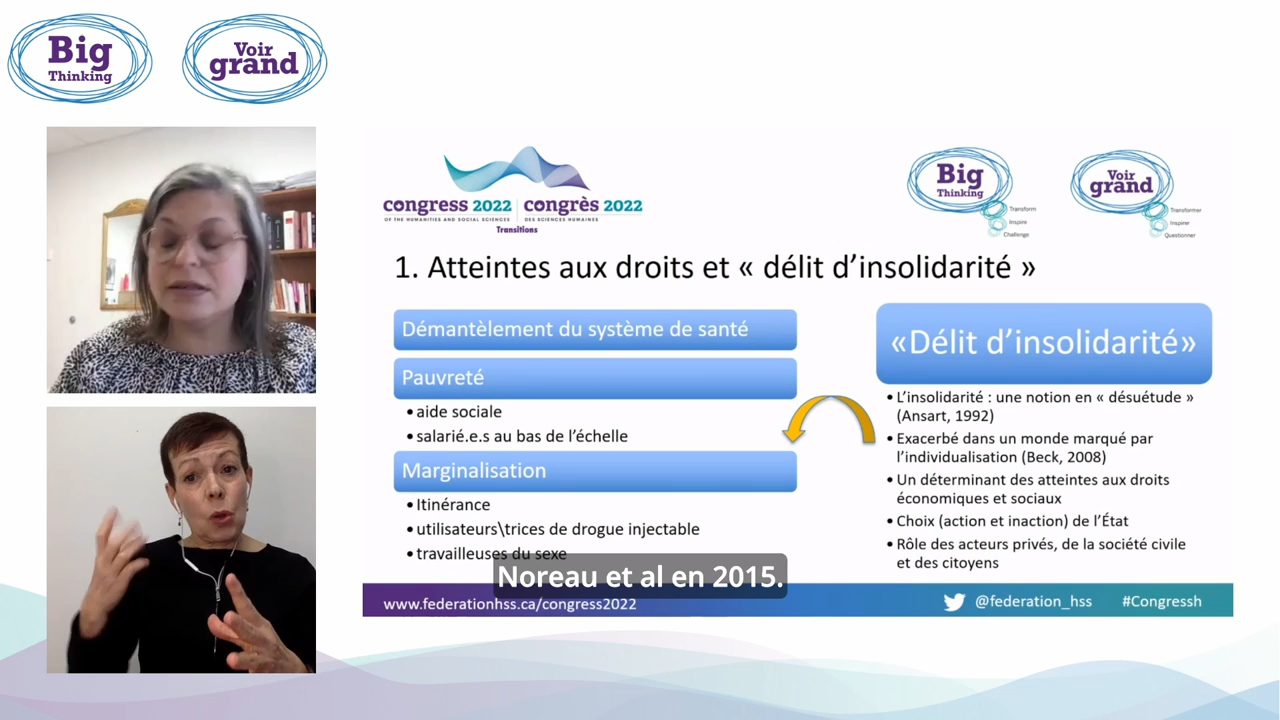 Big
Thinking
Voir
grand
congress 2022
OF THE HUMANITIES AND SOCIAL SCIENCES
congrès 2022
DES SCIENCES HUMAINES
Transitions
Big
Thinking
Transform
Inspire
Challenge
Voir
grand
Transformer
Inspirer
Questionner
1. Atteintes aux droits et « délit d’insolidarité »
Démantèlement du système de santé
Pauvreté
• aide sociale
• salarié.e.s au bas de l’échelle
Marginalisation
• Itinérance
• utilisateurs\trices de drogue injectable
• travailleuses du sexe
«Délit d’insolidarité»
• L’insolidarité : une notion en « désuétude »
(Ansart, 1992)
• Exacerbé dans un monde marqué par
l’individualisation (Beck, 2008)
• Un déterminant des atteintes aux droits
économiques et sociaux
• Choix (action et inaction) de l’État
• Rôle des acteurs privés, de la société civile
et des citoyens
Noreau et al en 2015.
www.federationhss.ca/congress2022
@federation_hss
#Congressh